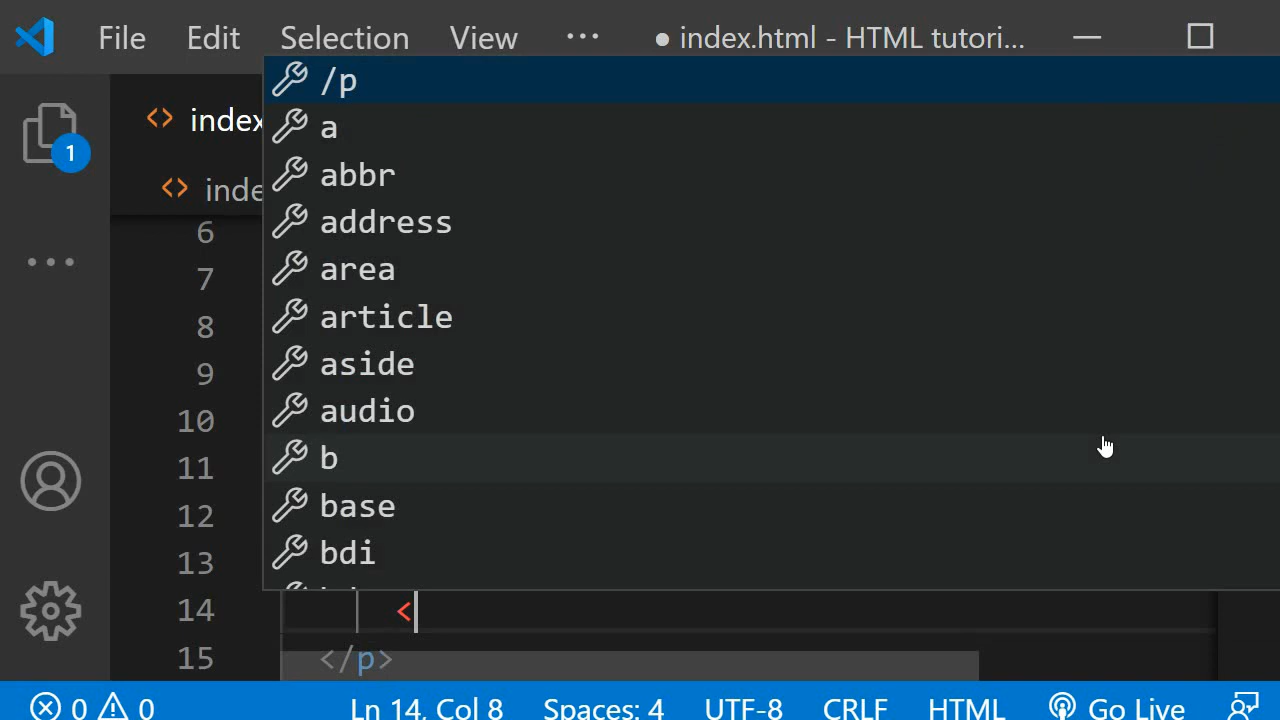 File Edit Selection View ··· ● index.html - HTML tutori...
<> index
<> inde
1
/p
a
abbr
address
area
article
aside
audio
b
base
bdi
6
7
8
9
10
11
12
13
14 <
15 </p>
0 0 Ln 14, Col 8 Spaces: 4 UTF-8 CRLF HTML Go Live